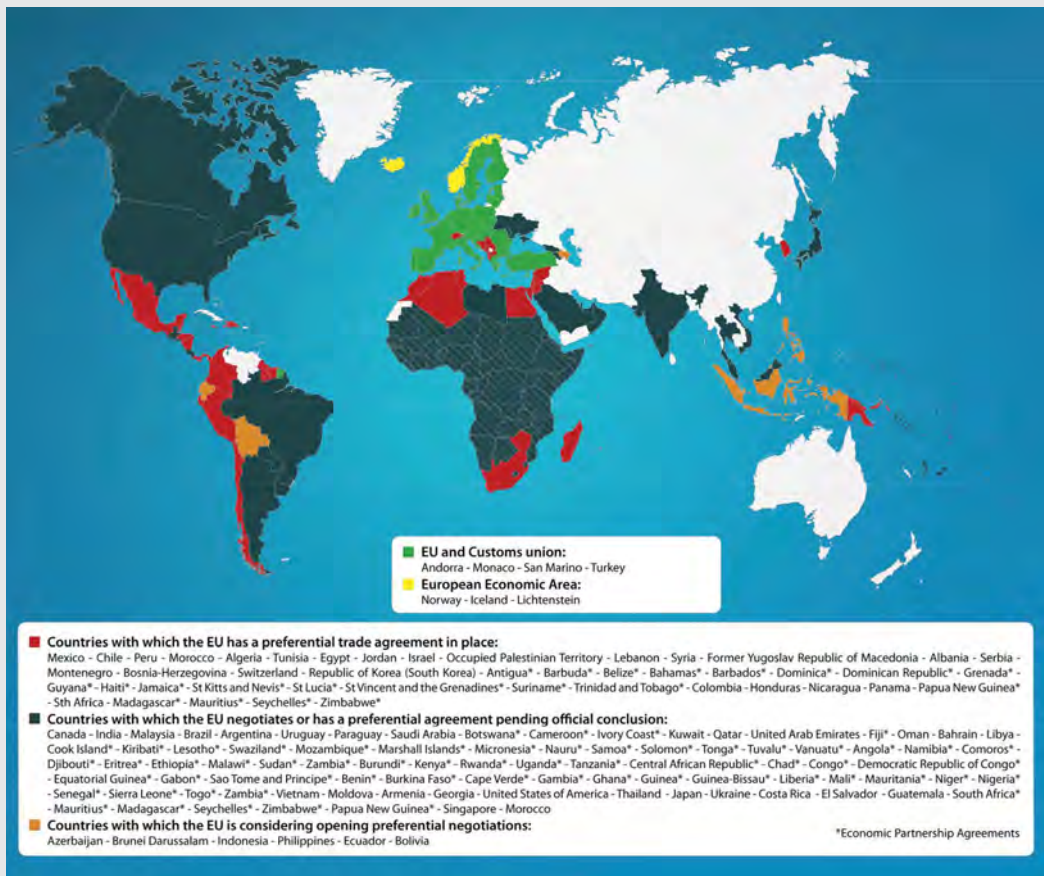 EU and Customs union:
Andorra - Monaco - San Marino - Turkey
European Economic Area:
Norway - Iceland - Lichtenstein
Countries with which the EU has a preferential trade agreement in place:
Mexico - Chile - Peru - Morocco - Algeria - Tunisia - Egypt - Jordan - Israel - Occupied Palestinian Territory - Lebanon - Syria - Former Yugoslav Republic of Macedonia - Albania - Serbia -
Montenegro - Bosnia-Herzegovina - Switzerland - Republic of Korea (South Korea) - Antigua* - Barbuda* - Belize* - Bahamas* - Barbados* - Dominica* - Dominican Republic* - Grenada* -
Guyana* - Haiti* - Jamaica* - St Kitts and Nevis* - St Lucia* - St Vincent and the Grenadines* - Suriname* - Trinidad and Tobago* - Colombia - Honduras - Nicaragua - Panama - Papua New Guinea*
- Sth Africa - Madagascar* - Mauritius* - Seychelles* - Zimbabwe*
Countries with which the EU negotiates or has a preferential agreement pending official conclusion:
Canada - India - Malaysia - Brazil - Argentina - Uruguay - Paraguay - Saudi Arabia - Botswana* - Cameroon* - Ivory Coast* - Kuwait - Qatar - United Arab Emirates - Fiji* - Oman - Bahrain - Libya -
Cook Island* - Kiribati* - Lesotho* - Swaziland* - Mozambique* - Marshall Islands* - Micronesia* - Nauru* - Samoa* - Solomon* - Tonga* - Tuvalu* - Vanuatu* - Angola* - Namibia* - Comoros* -
Djibouti* - Eritrea* - Ethiopia* - Malawi* - Sudan* - Zambia* - Burundi* - Kenya* - Rwanda* - Uganda* - Tanzania* - Central African Republic* - Chad* - Congo* - Democratic Republic of Congo*
- Equatorial Guinea* - Gabon* - Sao Tome and Principe* - Benin* - Burkina Faso* - Cape Verde* - Gambia* - Ghana* - Guinea* - Guinea-Bissau* - Liberia* - Mali* - Mauritania* - Niger* - Nigeria*
- Senegal* - Sierra Leone* - Togo* - Zambia* - Vietnam - Moldova - Armenia - Georgia - United States of America - Thailand - Japan - Ukraine - Costa Rica - El Salvador - Guatemala - South Africa*
- Mauritius* - Madagascar* - Seychelles* - Zimbabwe* - Papua New Guinea* - Singapore - Morocco
Countries with which the EU is considering opening preferential negotiations:
Azerbaijan - Brunei Darussalam - Indonesia - Philippines - Ecuador - Bolivia
*Economic Partnership Agreements